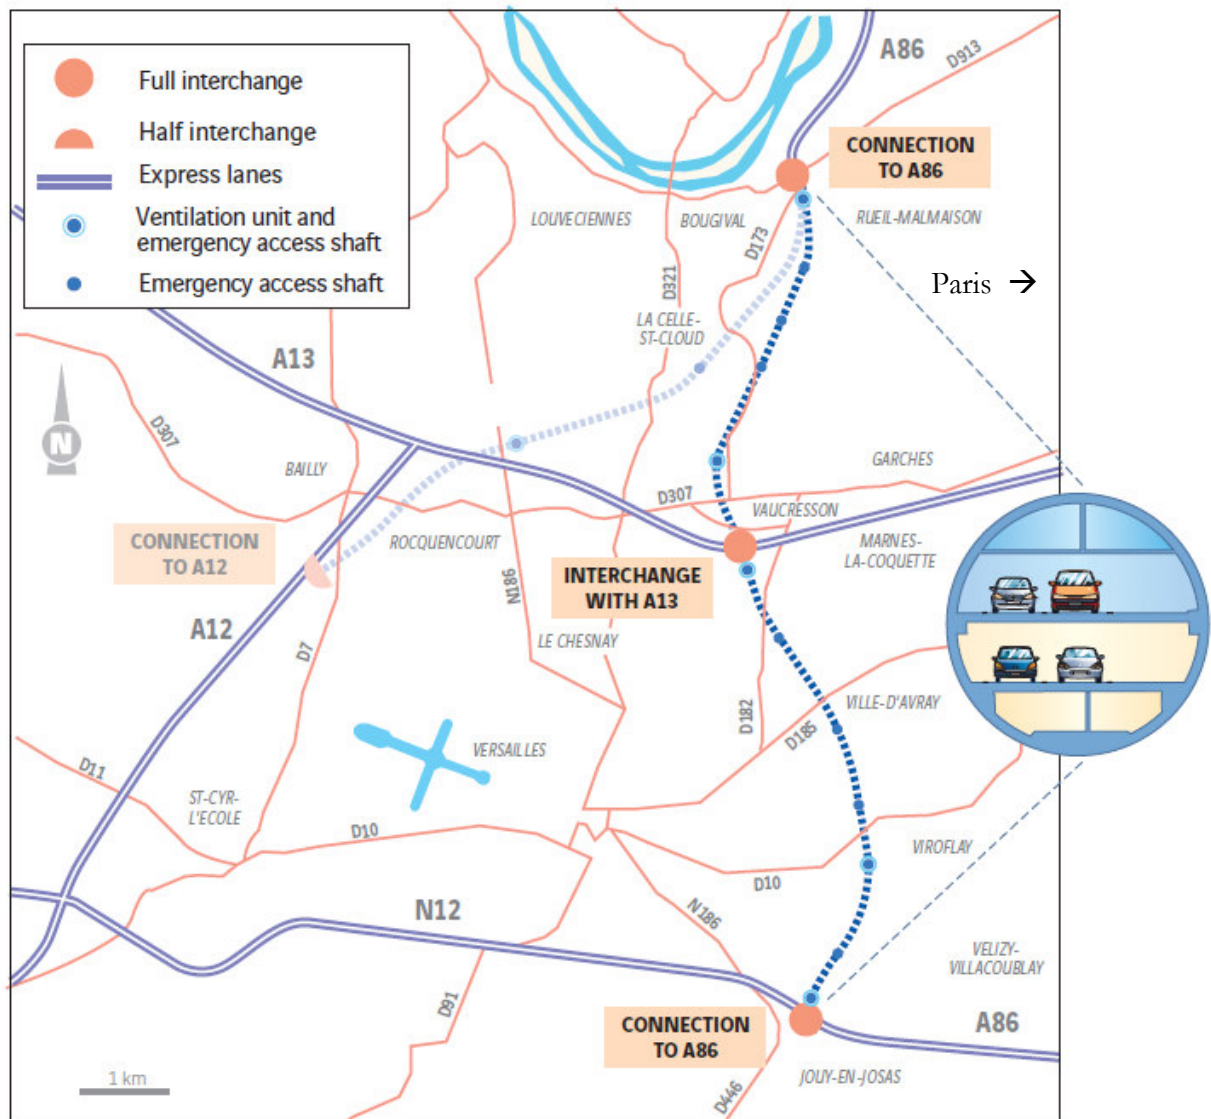 Full interchange
Half interchange
Express lanes
Ventilation unit and
emergency access shaft
Emergency access shaft
A86
D913
CONNECTION
TO A86
LOUVECIENNES
BOUGIVAL
RUEIL-MALMAISON
D173
D321
Paris →
LA CELLE-
ST-CLOUD
A13
D307
N
BAILLY
GARCHES
D307
VAUCRESSON
CONNECTION
TO A12
ROCQUENCOURT
MARNES-
LA-COQUETTE
INTERCHANGE
WITH A13
N186
A12
D7
LE CHESNAY
VILLE-D'AVRAY
D182
D185
VERSAILLES
D11
ST-CYR-
L'ECOLE
D10
VIROFLAY
D10
N12
N186
VELIZY-
VILLACOUBLAY
D91
CONNECTION
TO A86
A86
1 km
D446
JOUY-EN-JOSAS